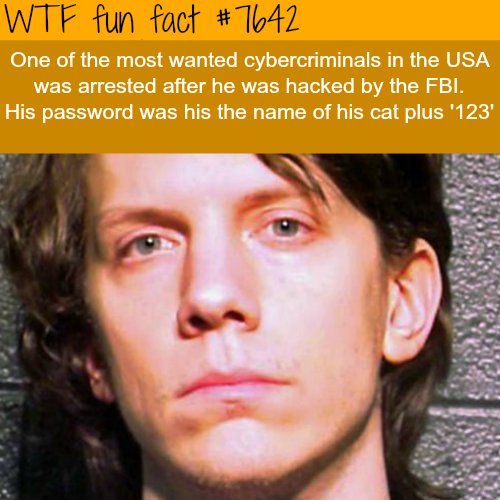 WTF fun fact #7642
One of the most wanted cybercriminals in the USA
was arrested after he was hacked by the FBI.
His password was his the name of his cat plus '123'